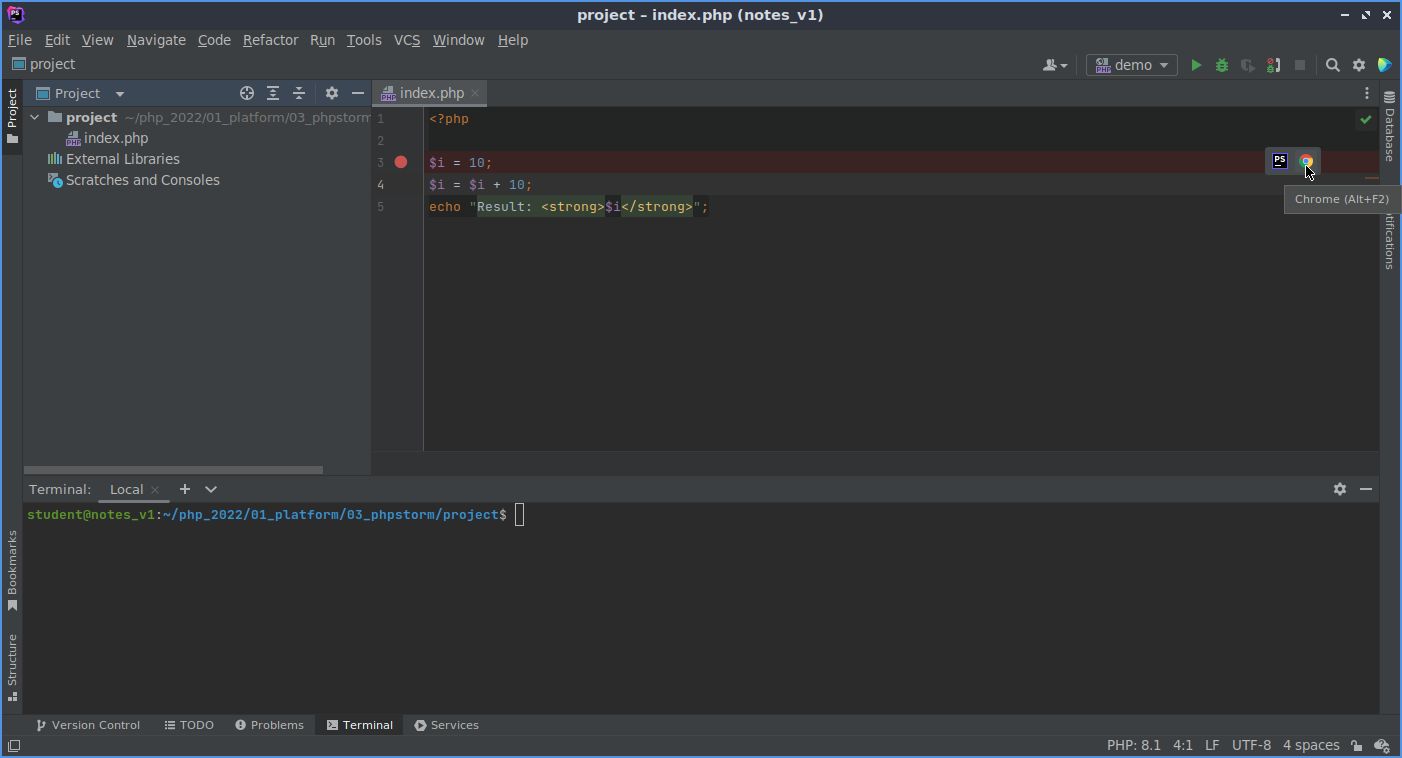 project – index.php (notes_v1)
File Edit View Navigate Code Refactor Run Tools VCS Window Help
project
demo
Project
Project
index.php
project ~/php_2022/01_platform/03_phpstorm
index.php
External Libraries
Scratches and Consoles
1 <?php
2
3 $i = 10;
4 $i = $i + 10;
5 echo "Result: <strong>$i</strong>";
PS
Chrome (Alt+F2)
Database
tifications
Terminal: Local
student@notes_v1:~/php_2022/01_platform/03_phpstorm/project$
Bookmarks
Structure
Version Control TODO Problems Terminal Services
PHP: 8.1 4:1 LF UTF-8 4 spaces